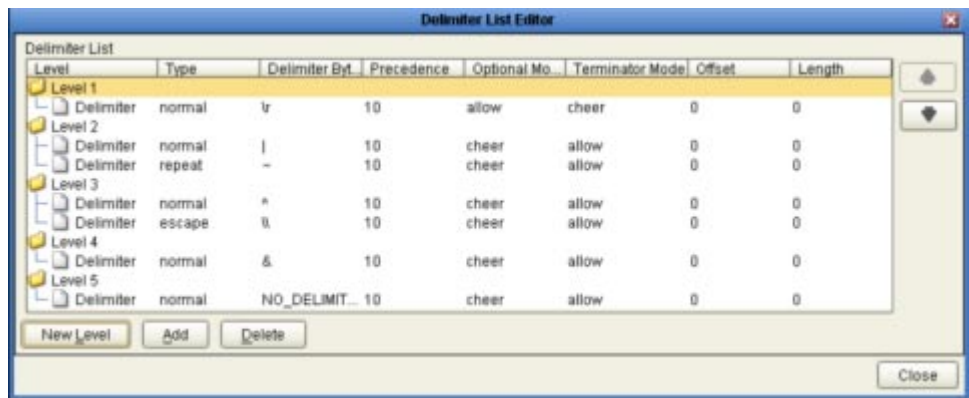 Delimiter List Editor
Delimiter List
Level Type Delimiter Byt... Precedence Optional Mo... Terminator Mode Offset Length
Level 1
Delimiter normal \r 10 allow cheer 0 0
Level 2
Delimiter normal | 10 cheer allow 0 0
Delimiter repeat ~ 10 cheer allow 0 0
Level 3
Delimiter normal ^ 10 cheer allow 0 0
Delimiter escape \\ 10 cheer allow 0 0
Level 4
Delimiter normal & 10 cheer allow 0 0
Level 5
Delimiter normal NO_DELIMIT... 10 cheer allow 0 0
New Level Add Delete
Close